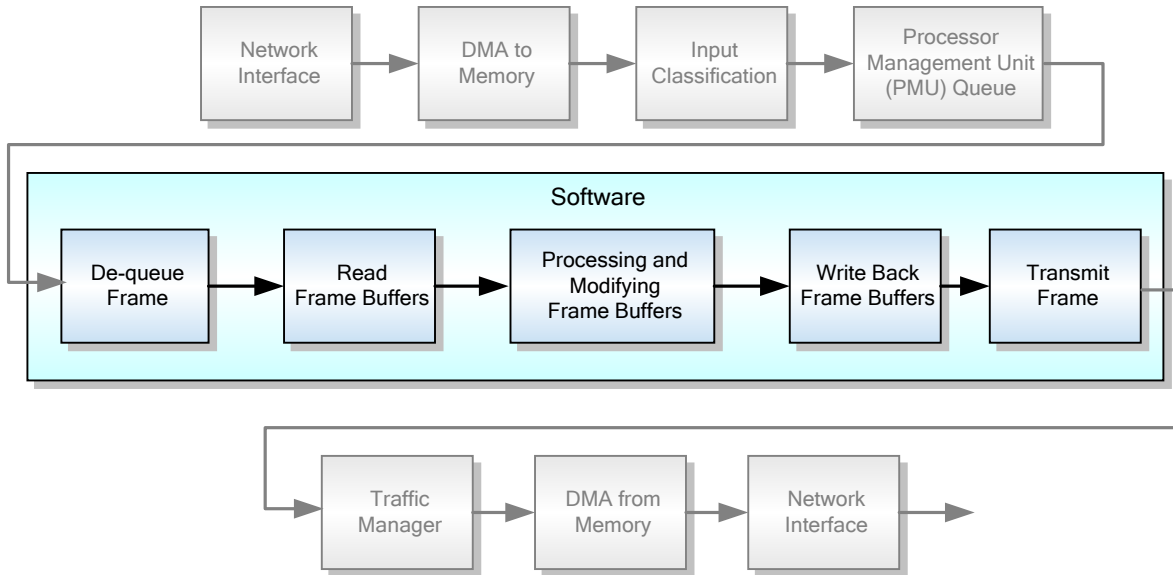 Network
Interface
DMA to
Memory
Input
Classification
Processor
Management Unit
(PMU) Queue
Software
De-queue
Frame
Read
Frame Buffers
Processing and
Modifying
Frame Buffers
Write Back
Frame Buffers
Transmit
Frame
Traffic
Manager
DMA from
Memory
Network
Interface